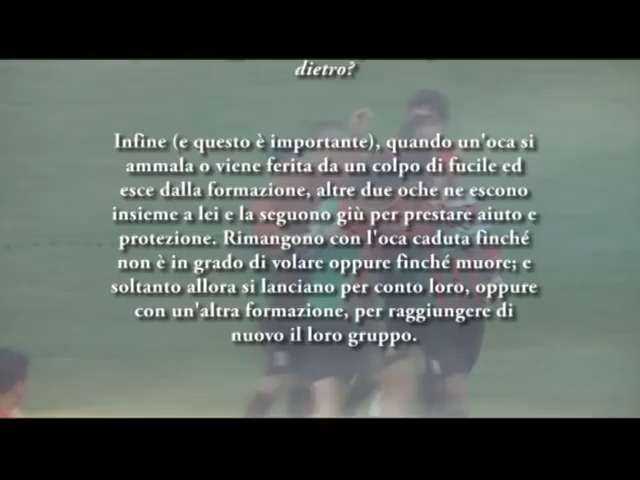 dietro?
Infine (e questo è importante), quando un'oca si
ammala o viene ferita da un colpo di fucile ed
esce dalla formazione, altre due oche ne escono
insieme a lei e la seguono giù per prestare aiuto e
protezione. Rimangono con l'oca caduta finché
non è in grado di volare oppure finché muore; e
soltanto allora si lanciano per conto loro, oppure
con un'altra formazione, per raggiungere di
nuovo il loro gruppo.